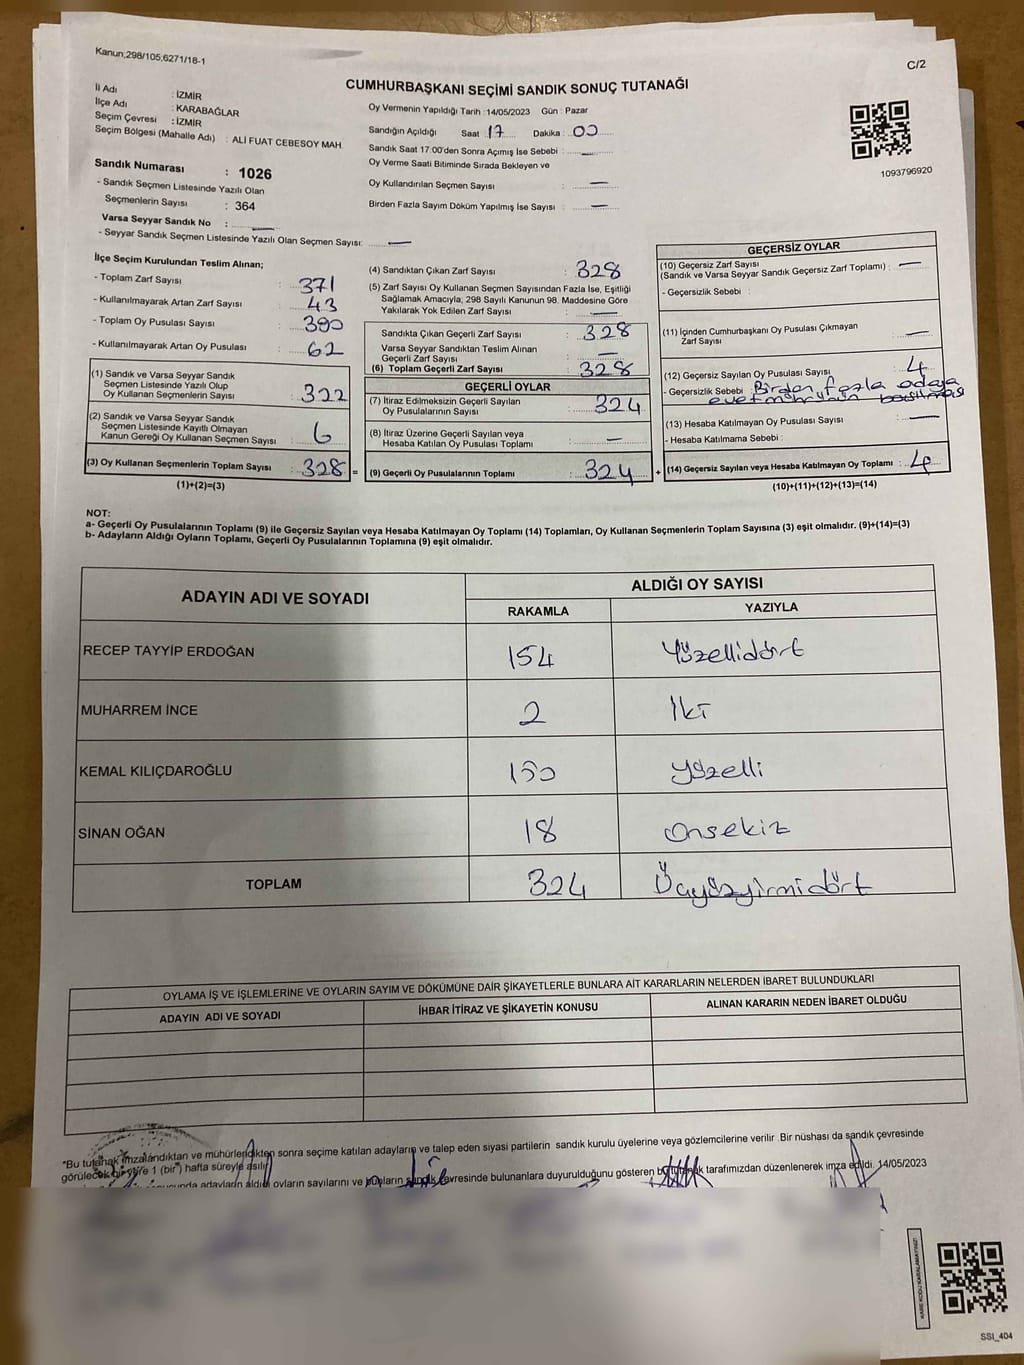 Kanun;298/105;6271/18-1
C/2
CUMHURBAŞKANI SEÇİMİ SANDIK SONUÇ TUTANAĞI
İl Adı : İZMİR
İlçe Adı : KARABAĞLAR
Seçim Çevresi : İZMİR
Seçim Bölgesi (Mahalle Adı) : ALİ FUAT CEBESOY MAH.
Sandık Numarası : 1026
- Sandık Seçmen Listesinde Yazılı Olan
Seçmenlerin Sayısı : 364
Varsa Seyyar Sandık No : —
- Seyyar Sandık Seçmen Listesinde Yazılı Olan Seçmen Sayısı: —
Oy Vermenin Yapıldığı Tarih : 14/05/2023 Gün : Pazar
Sandığın Açıldığı Saat 17 Dakika : 00
Sandık Saat 17:00'den Sonra Açımış İse Sebebi : —
Oy Verme Saati Bitiminde Sırada Bekleyen ve
Oy Kullandırılan Seçmen Sayısı : —
Birden Fazla Sayım Döküm Yapılmış İse Sayısı : —
1093796920
İlçe Seçim Kurulundan Teslim Alınan;
- Toplam Zarf Sayısı : 371
- Kullanılmayarak Artan Zarf Sayısı : 43
- Toplam Oy Pusulası Sayısı : 390
- Kullanılmayarak Artan Oy Pusulası : 62
(1) Sandık ve Varsa Seyyar Sandık
Seçmen Listesinde Yazılı Olup
Oy Kullanan Seçmenlerin Sayısı : 322
(2) Sandık ve Varsa Seyyar Sandık
Seçmen Listesinde Kayıtlı Olmayan
Kanun Gereği Oy Kullanan Seçmen Sayısı : 6
(3) Oy Kullanan Seçmenlerin Toplam Sayısı : 328 =
(1)+(2)=(3)
(4) Sandıktan Çıkan Zarf Sayısı : 328
(5) Zarf Sayısı Oy Kullanan Seçmen Sayısından Fazla İse, Eşitliği
Sağlamak Amacıyla, 298 Sayılı Kanunun 98. Maddesine Göre
Yakılarak Yok Edilen Zarf Sayısı : —
Sandıkta Çıkan Geçerli Zarf Sayısı : 328
Varsa Seyyar Sandıktan Teslim Alınan
Geçerli Zarf Sayısı : —
(6) Toplam Geçerli Zarf Sayısı : 328
GEÇERLİ OYLAR
(7) İtiraz Edilmeksizin Geçerli Sayılan
Oy Pusulalarının Sayısı : 324
(8) İtiraz Üzerine Geçerli Sayılan veya
Hesaba Katılan Oy Pusulası Toplamı : —
(9) Geçerli Oy Pusulalarının Toplamı : 324 +
GEÇERSİZ OYLAR
(10) Geçersiz Zarf Sayısı
(Sandık ve Varsa Seyyar Sandık Geçersiz Zarf Toplamı) : —
- Geçersizlik Sebebi :
(11) İçinden Cumhurbaşkanı Oy Pusulası Çıkmayan
Zarf Sayısı : —
(12) Geçersiz Sayılan Oy Pusulası Sayısı : 4
- Geçersizlik Sebebi : Birden fazla adaya
evet mührünün basılması
(13) Hesaba Katılmayan Oy Pusulası Sayısı : —
- Hesaba Katılmama Sebebi :
(14) Geçersiz Sayılan veya Hesaba Katılmayan Oy Toplamı : 4
(10)+(11)+(12)+(13)=(14)
NOT:
a- Geçerli Oy Pusulalarının Toplamı (9) ile Geçersiz Sayılan veya Hesaba Katılmayan Oy Toplamı (14) Toplamları, Oy Kullanan Seçmenlerin Toplam Sayısına (3) eşit olmalıdır. (9)+(14)=(3)
b- Adayların Aldığı Oyların Toplamı, Geçerli Oy Pusulalarının Toplamına (9) eşit olmalıdır.
ADAYIN ADI VE SOYADI
ALDIĞI OY SAYISI
RAKAMLA YAZIYLA
RECEP TAYYİP ERDOĞAN 154 Yüzellidört
MUHARREM İNCE 2 İki
KEMAL KILIÇDAROĞLU 150 yüzelli
SİNAN OĞAN 18 onsekiz
TOPLAM 324 Üçyüzyirmidört
OYLAMA İŞ VE İŞLEMLERİNE VE OYLARIN SAYIM VE DÖKÜMÜNE DAİR ŞİKAYETLERLE BUNLARA AİT KARARLARIN NELERDEN İBARET BULUNDUKLARI
ADAYIN ADI VE SOYADI
İHBAR İTİRAZ VE ŞİKAYETİN KONUSU
ALINAN KARARIN NEDEN İBARET OLDUĞU
*Bu tutanak imzalandıktan ve mühürlendikten sonra seçime katılan adayların ve talep eden siyasi partilerin sandık kurulu üyelerine veya gözlemcilerine verilir .Bir nüshası da sandık çevresinde
görülecek bir yere 1 (bir) hafta süreyle asılır
adayların aldığı oyların sayılarını ve bunların sandık çevresinde bulunanlara duyurulduğunu gösteren bu tutanak tarafımızdan düzenlenerek imza edildi. 14/05/2023
KARE KODU KARALAMAYINIZ!
SSI_404